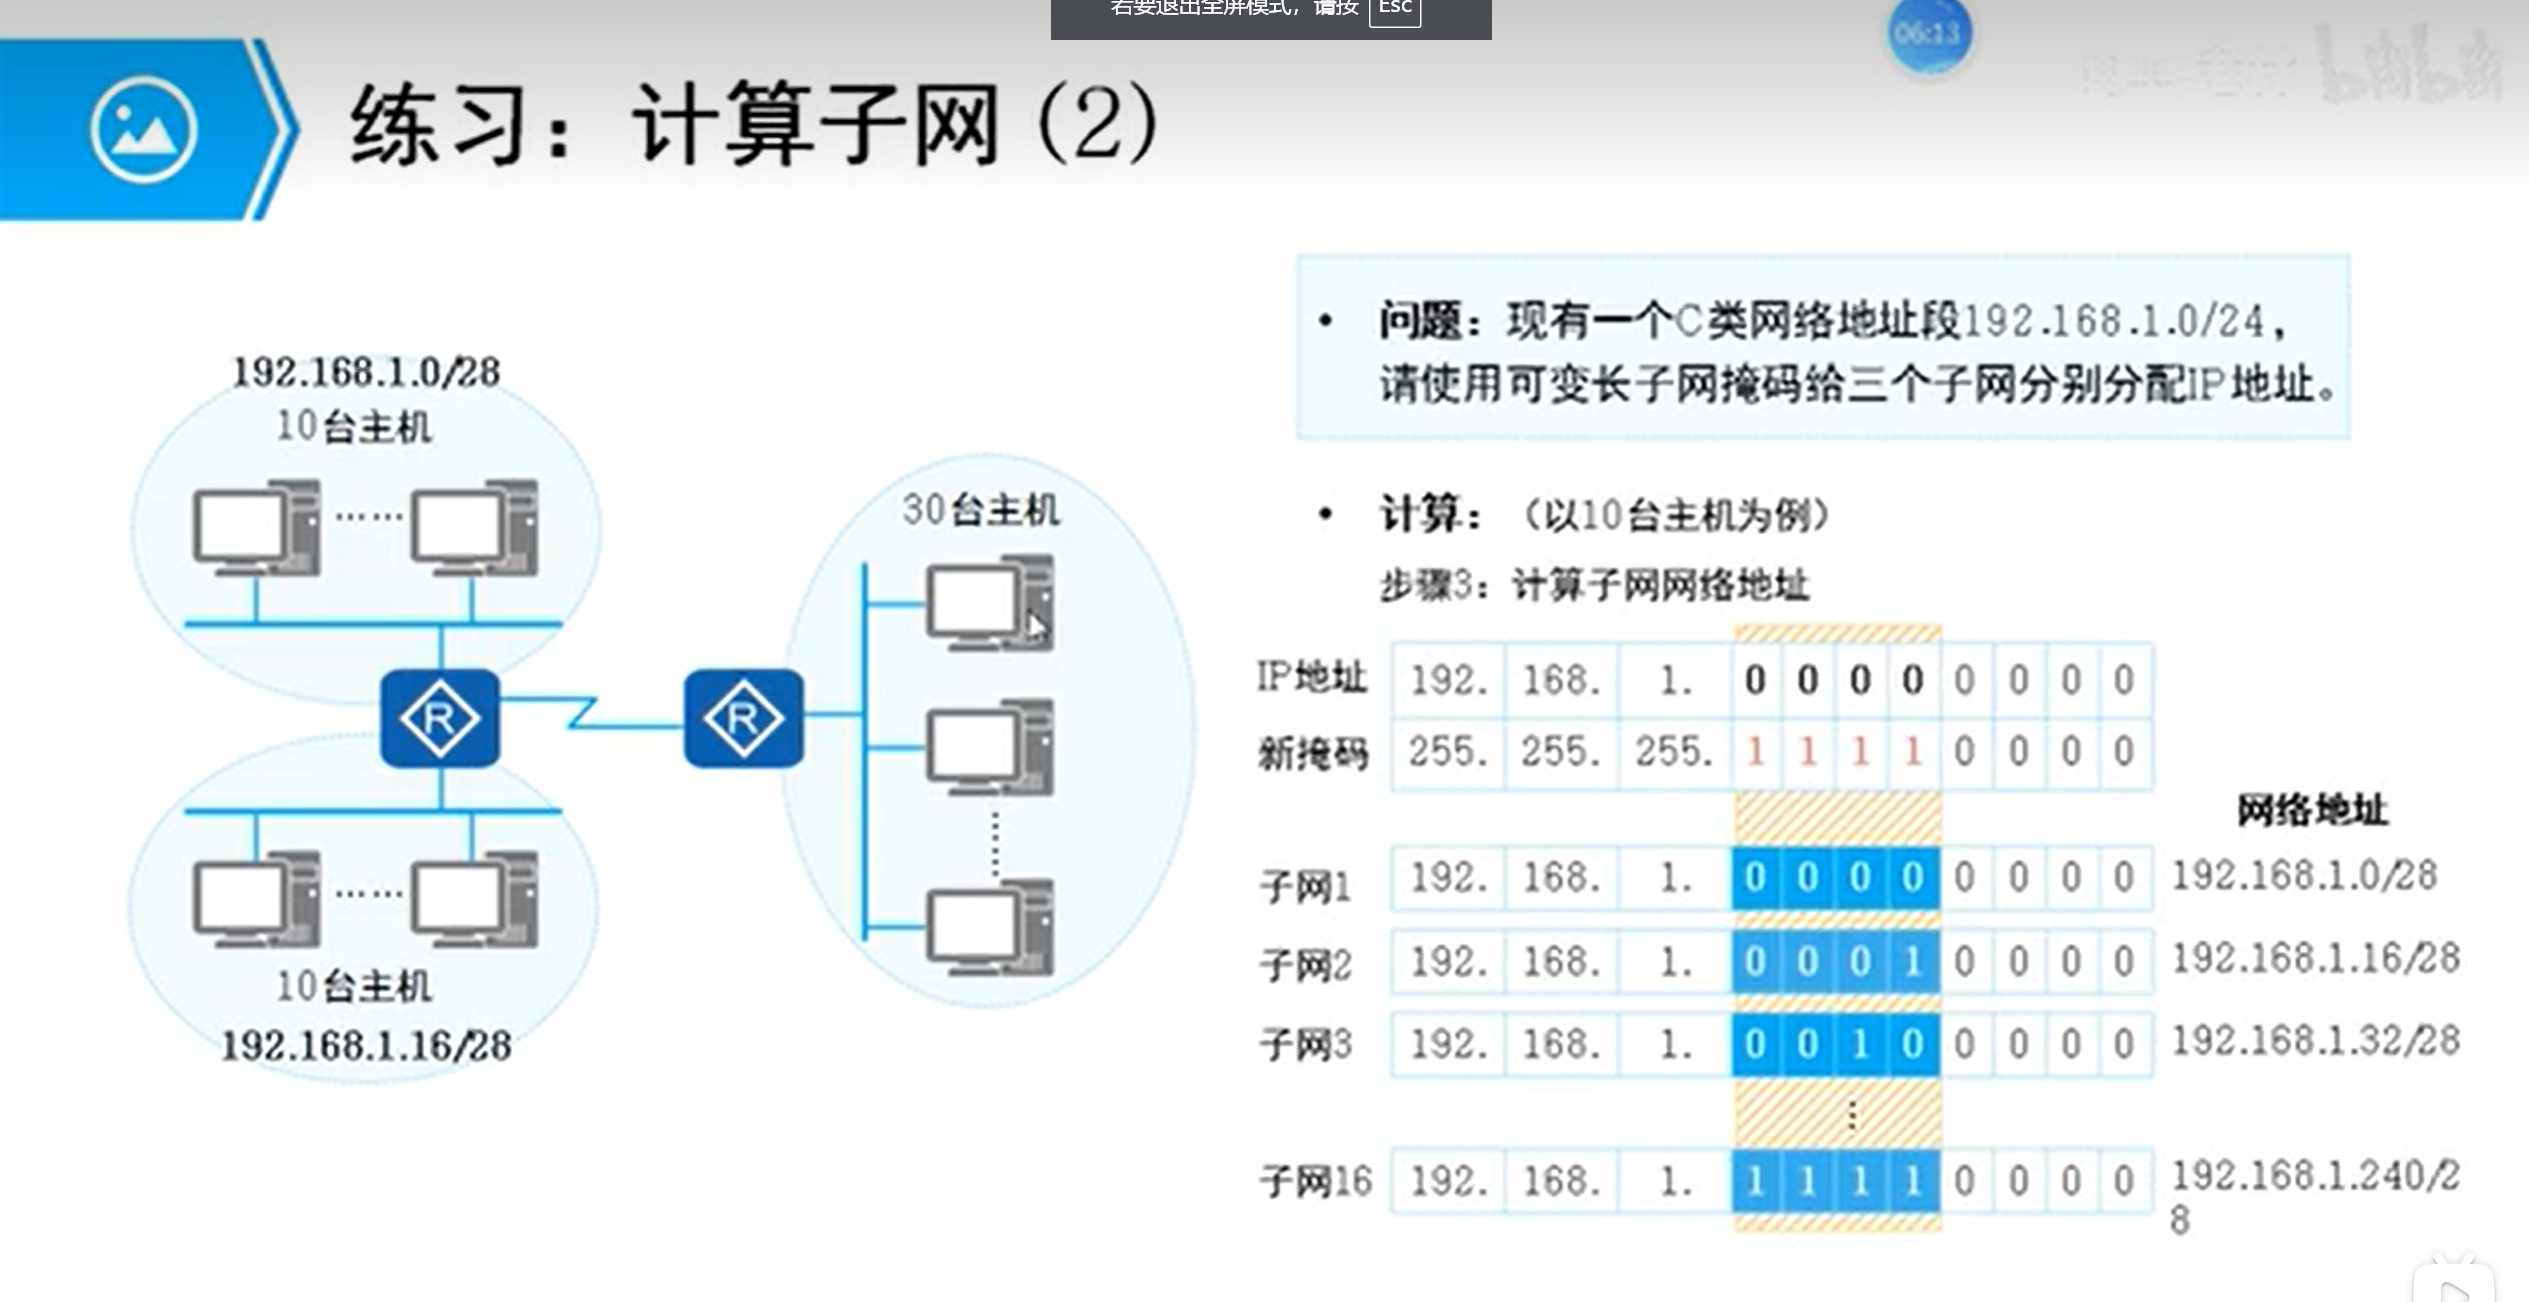 若要退出全屏模式，请按 Esc
06:13
练习：计算子网 (2)
192.168.1.0/28
10台主机
30台主机
R
R
10台主机
192.168.1.16/28
• 问题：现有一个C类网络地址段192.168.1.0/24，
请使用可变长子网掩码给三个子网分别分配IP地址。
• 计算：（以10台主机为例）
步骤3：计算子网网络地址
IP地址 192. 168. 1. 0 0 0 0 0 0 0 0
新掩码 255. 255. 255. 1 1 1 1 0 0 0 0
网络地址
子网1 192. 168. 1. 0 0 0 0 0 0 0 0 192.168.1.0/28
子网2 192. 168. 1. 0 0 0 1 0 0 0 0 192.168.1.16/28
子网3 192. 168. 1. 0 0 1 0 0 0 0 0 192.168.1.32/28
⋮
子网16 192. 168. 1. 1 1 1 1 0 0 0 0 192.168.1.240/2
8